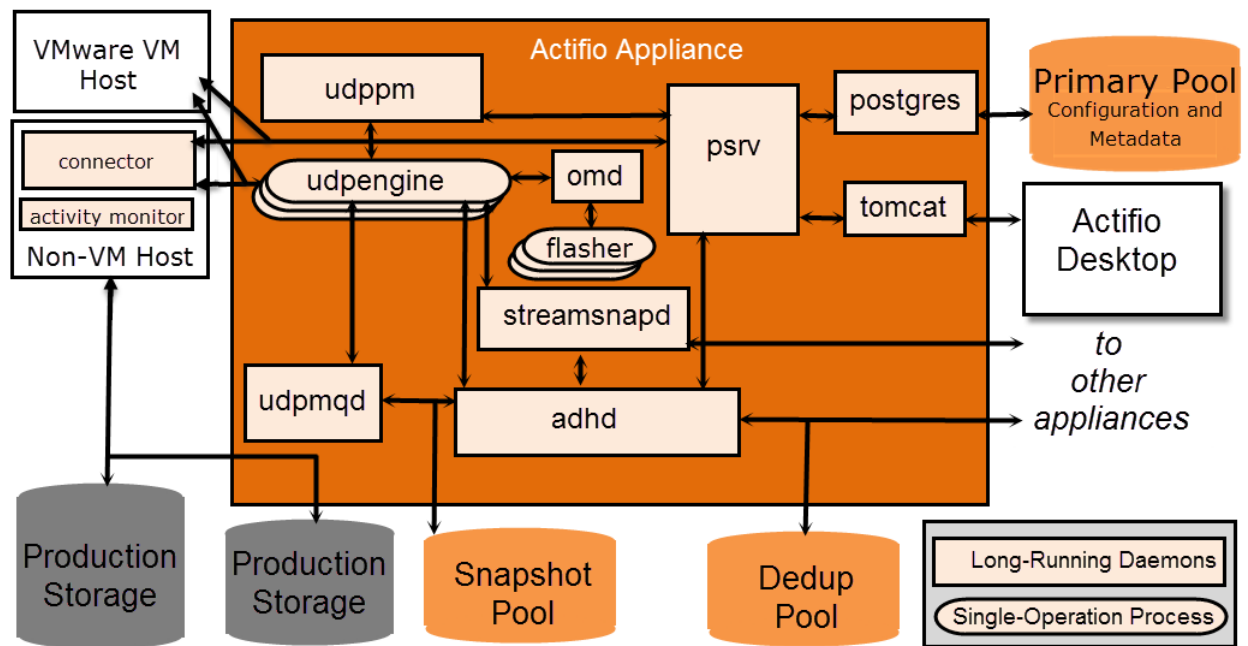 VMware VM
Host
connector
activity monitor
Non-VM Host
Actifio Appliance
udppm
psrv
postgres
udpengine
omd
flasher
tomcat
streamsnapd
udpmqd
adhd
Primary Pool
Configuration and
Metadata
Actifio
Desktop
to
other
appliances
Production
Storage
Production
Storage
Snapshot
Pool
Dedup
Pool
Long-Running Daemons
Single-Operation Process